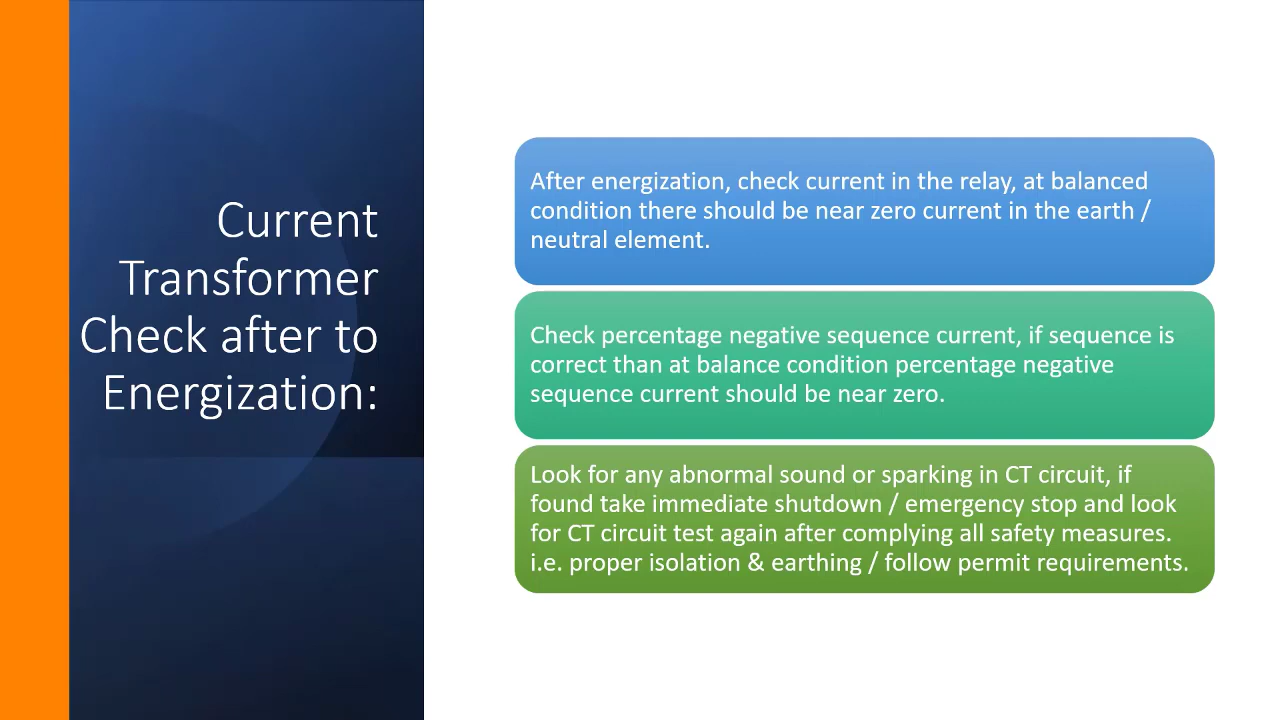 Current
Transformer
Check after to
Energization:
After energization, check current in the relay, at balanced
condition there should be near zero current in the earth /
neutral element.
Check percentage negative sequence current, if sequence is
correct than at balance condition percentage negative
sequence current should be near zero.
Look for any abnormal sound or sparking in CT circuit, if
found take immediate shutdown / emergency stop and look
for CT circuit test again after complying all safety measures.
i.e. proper isolation & earthing / follow permit requirements.